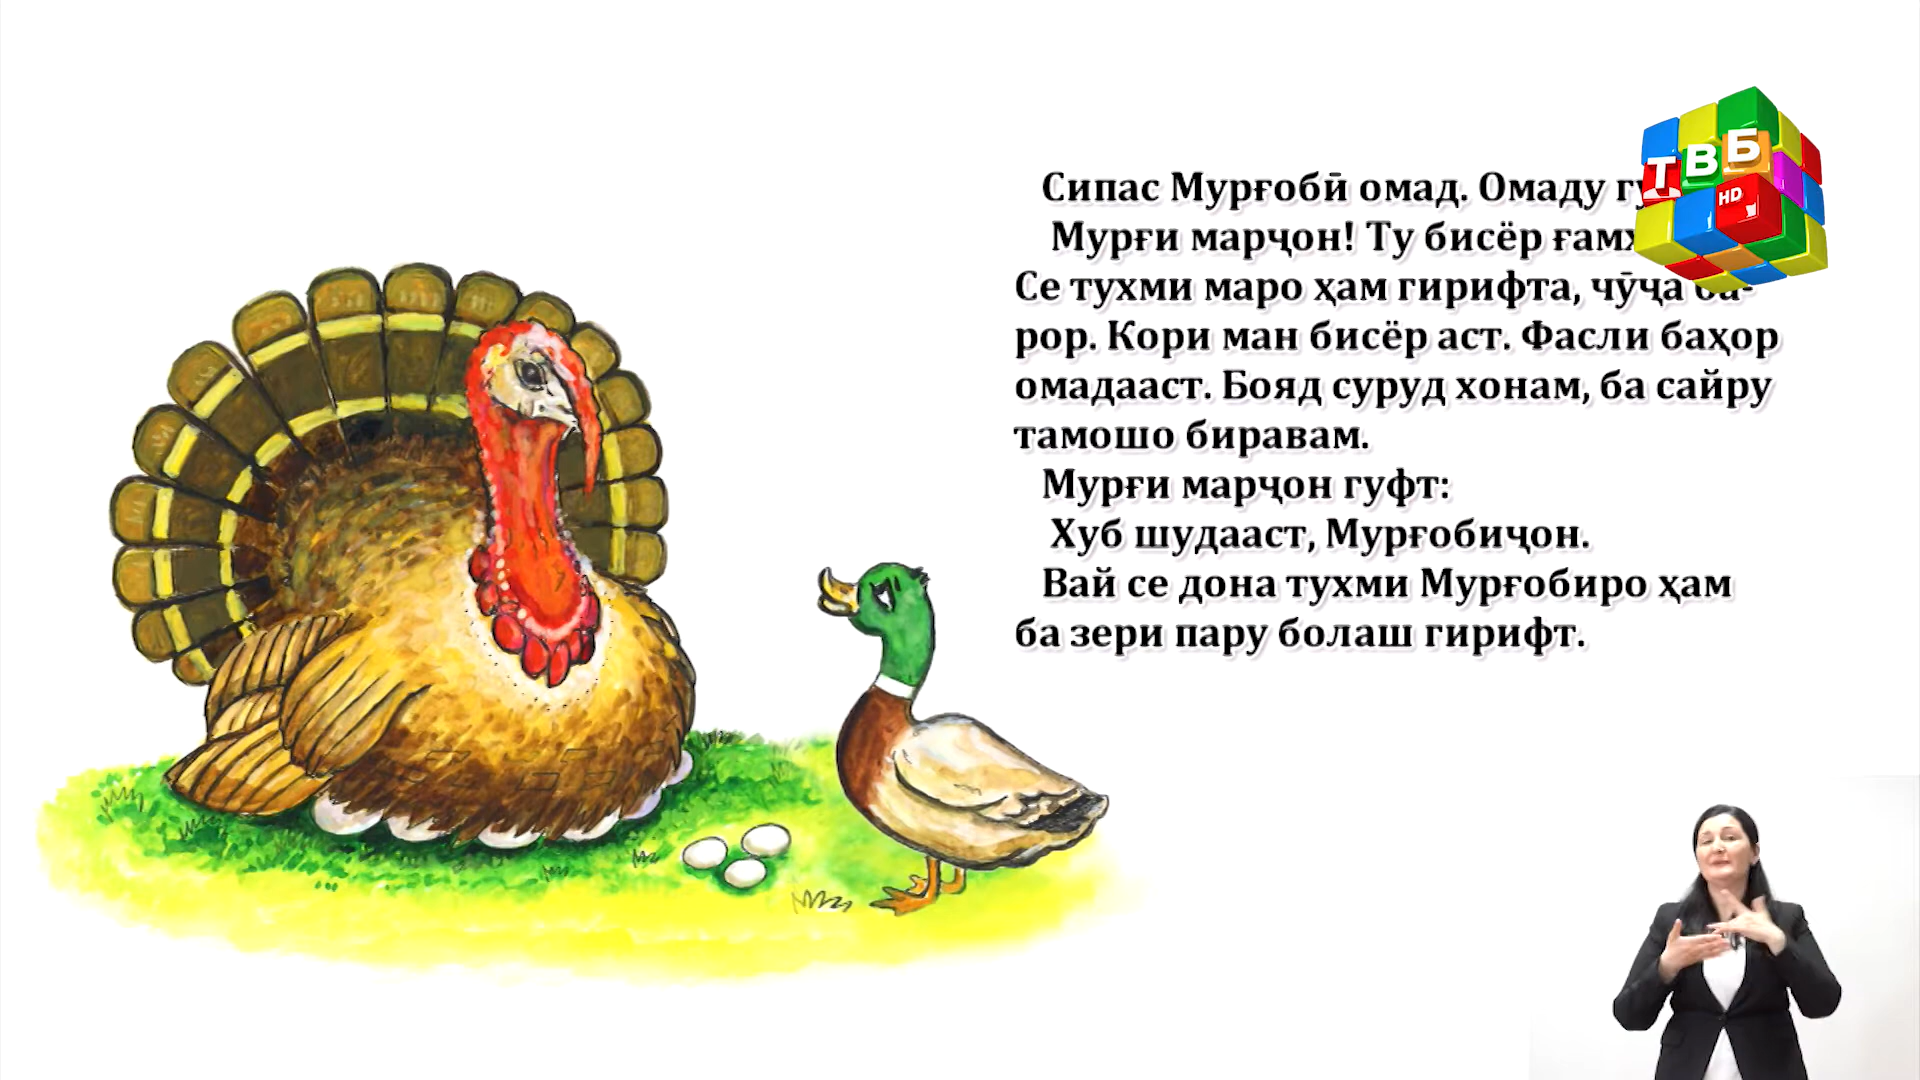 Сипас Мурғобӣ омад. Омаду
Мурғи марҷон! Ту бисёр
Се тухми маро ҳам гирифта, чӯҷа ба-
рор. Кори ман бисёр аст. Фасли баҳор
омадааст. Бояд суруд хонам, ба сайру
тамошо биравам.
Мурғи марҷон гуфт:
Хуб шудааст, Мурғобиҷон.
Вай се дона тухми Мурғобиро ҳам
ба зери пару болаш гирифт.
ТВБ
HD